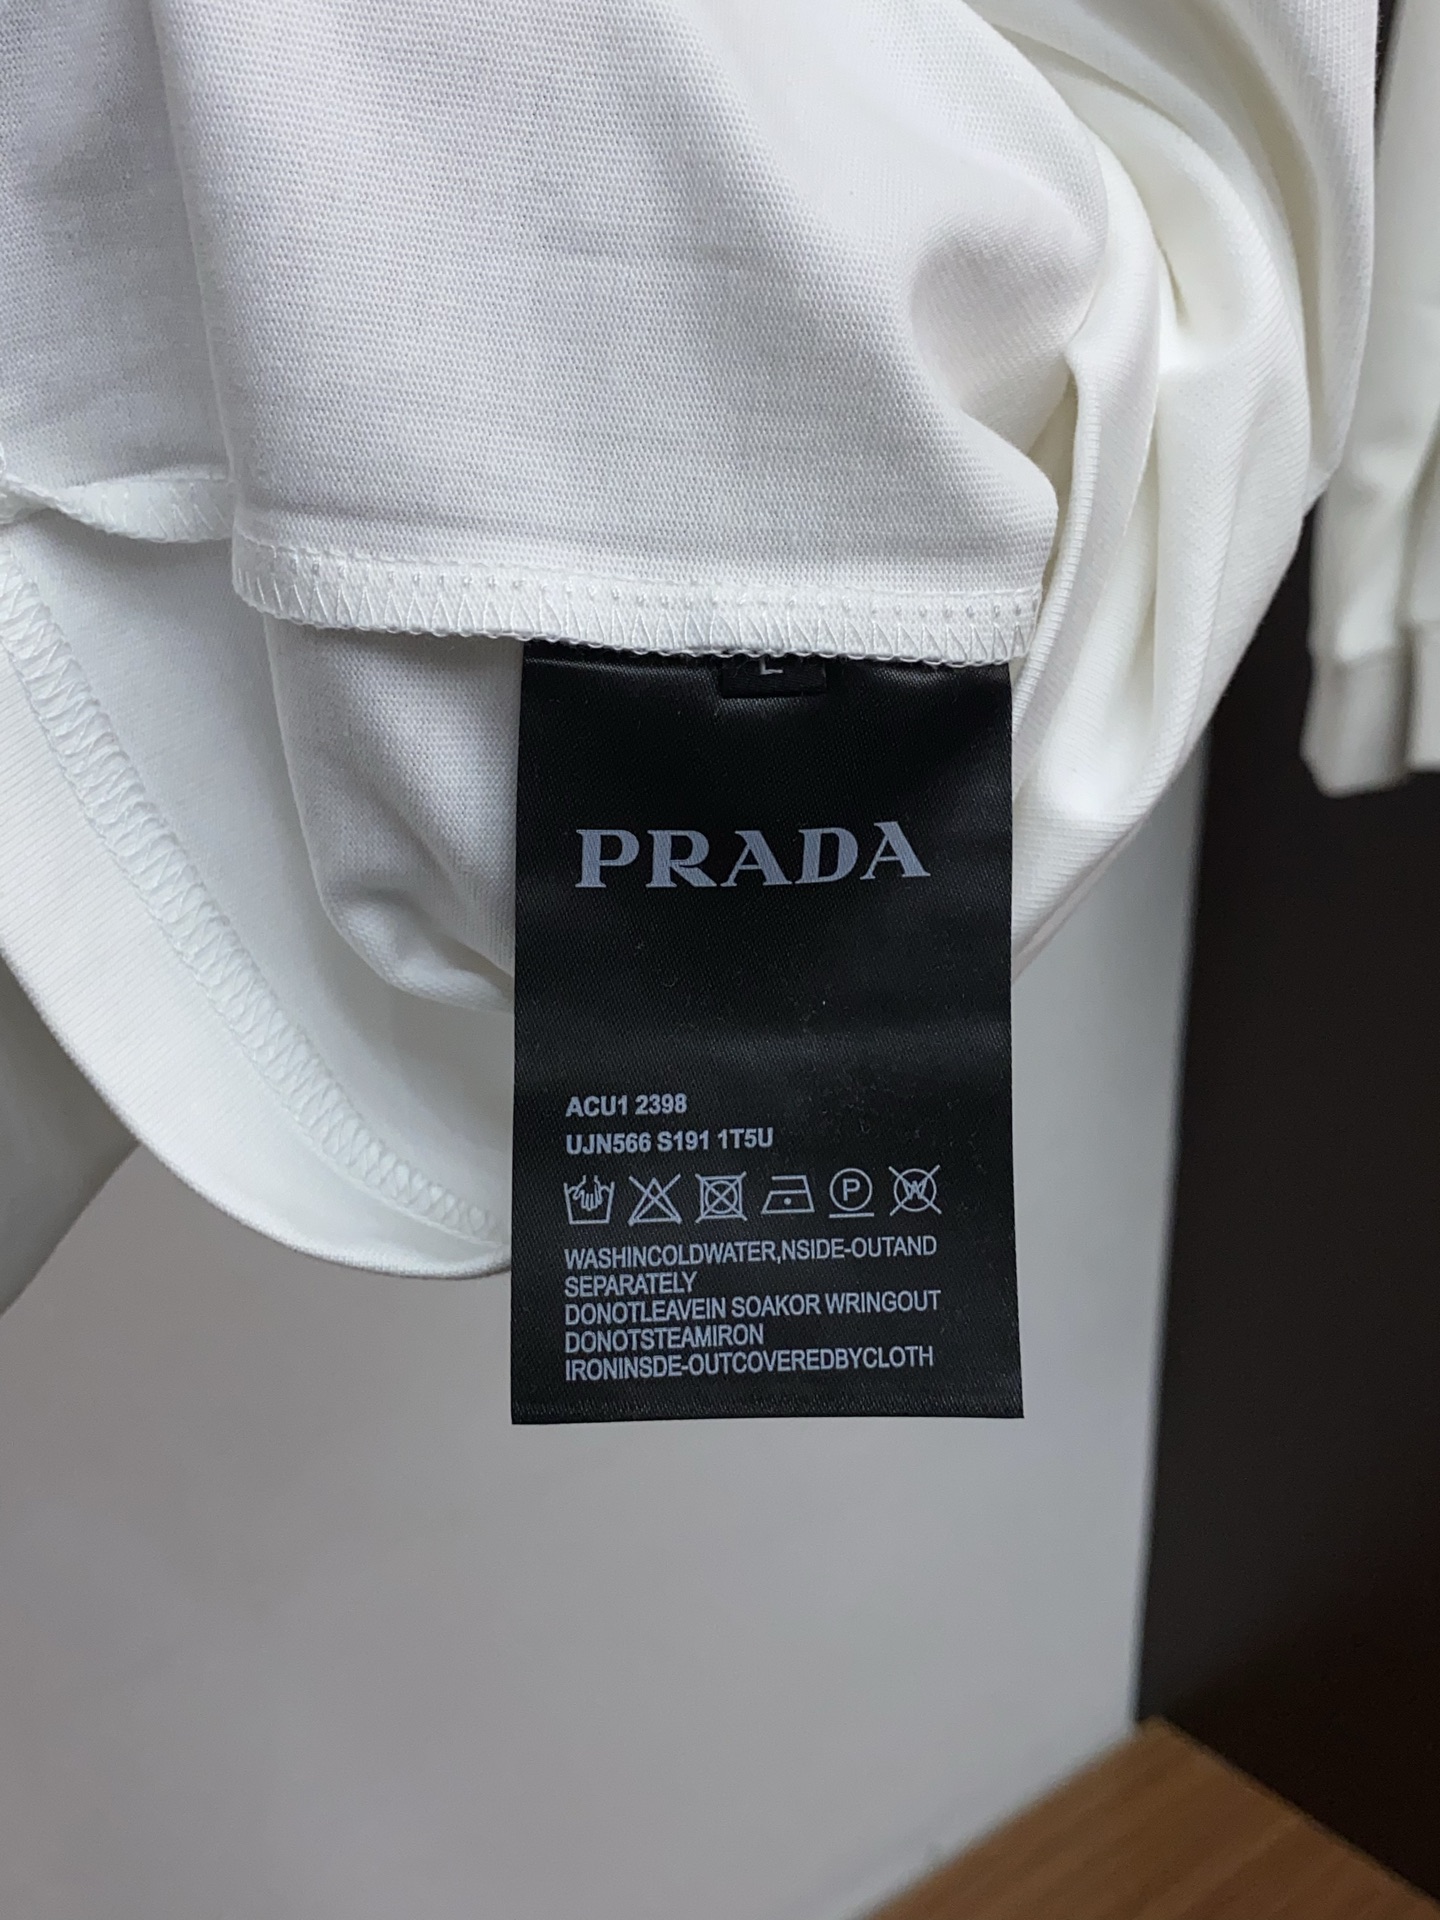 L
PRADA
ACU1 2398
UJN566 S191 1T5U
P
W
WASHINCOLDWATER,NSIDE-OUTAND
SEPARATELY
DONOTLEAVEIN SOAKOR WRINGOUT
DONOTSTEAMIRON
IRONINSDE-OUTCOVEREDBYCLOTH